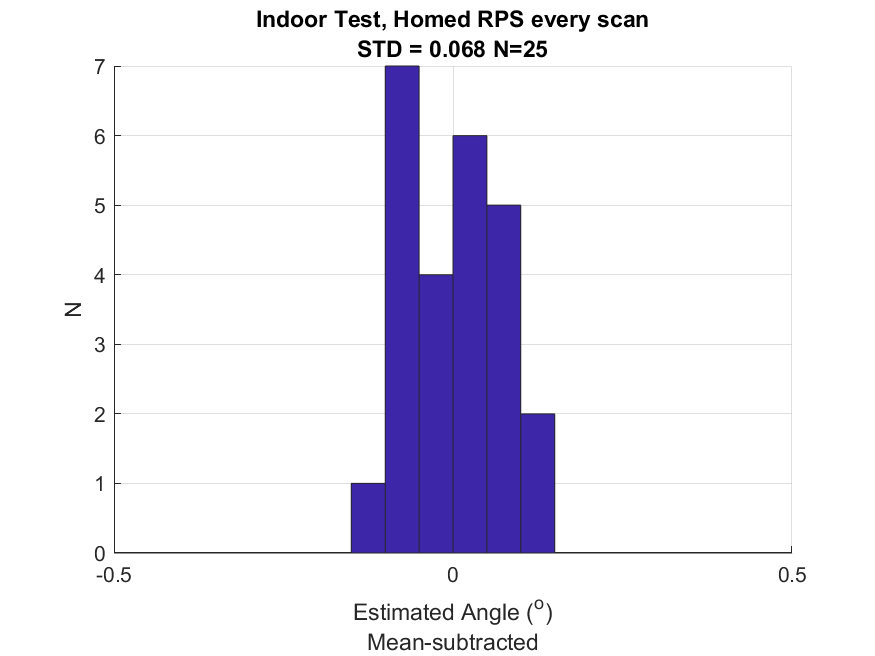 Indoor Test, Homed RPS every scan
STD = 0.068 N=25
7
6
5
4
3
2
1
0
N
-0.5
0
0.5
Estimated Angle (o)
Mean-subtracted